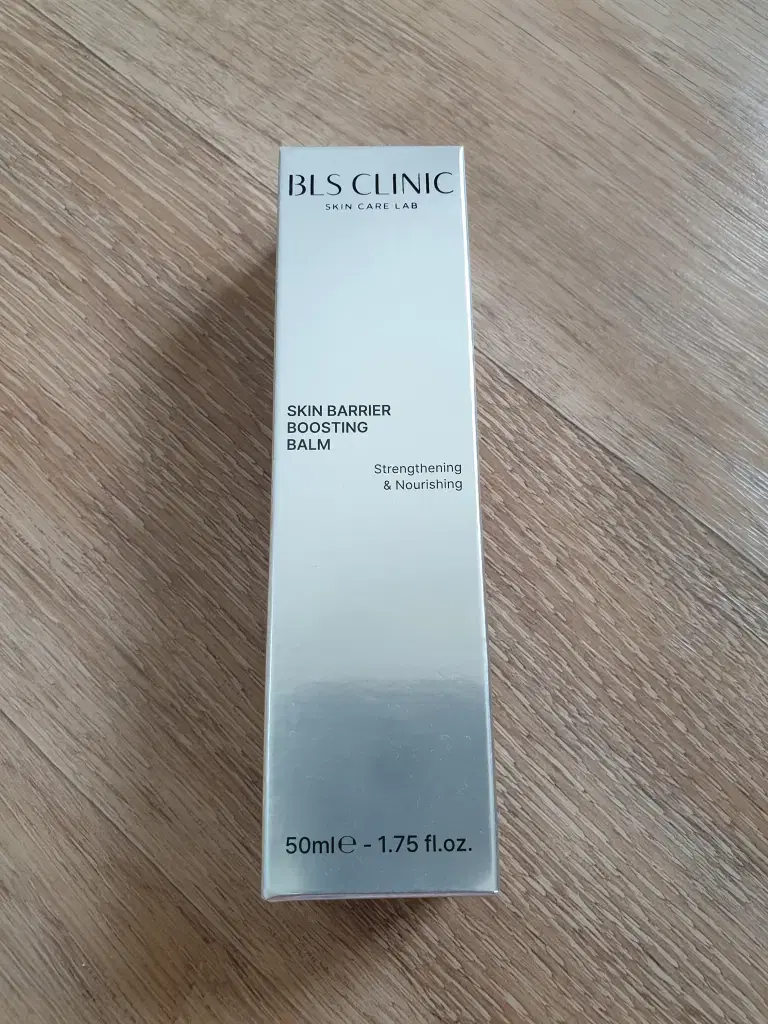 BLS CLINIC
SKIN CARE LAB
SKIN BARRIER
BOOSTING
BALM
Strengthening
& Nourishing
50ml℮ - 1.75 fl.oz.